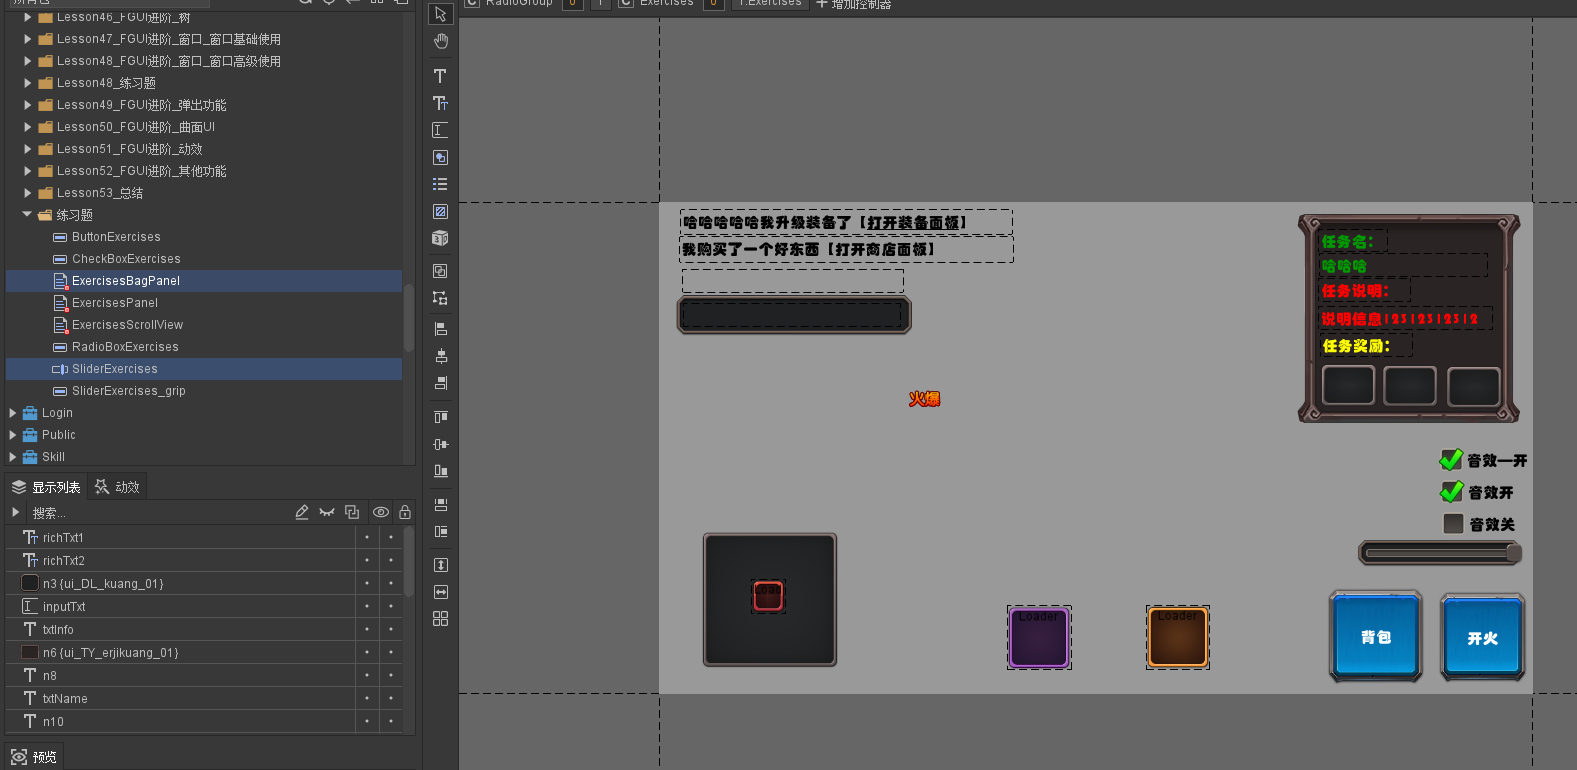 RadioGroup 0 T Exercises 0 T:Exercises 增加控制器
Lesson46_FGUI进阶_树
Lesson47_FGUI进阶_窗口_窗口基础使用
Lesson48_FGUI进阶_窗口_窗口高级使用
Lesson48_练习题
Lesson49_FGUI进阶_弹出功能
Lesson50_FGUI进阶_曲面UI
Lesson51_FGUI进阶_动效
Lesson52_FGUI进阶_其他功能
Lesson53_总结
练习题
ButtonExercises
CheckBoxExercises
ExercisesBagPanel
ExercisesPanel
ExercisesScrollView
RadioBoxExercises
SliderExercises
SliderExercises_grip
Login
Public
Skill
显示列表 动效
搜索...
richTxt1
richTxt2
n3 {ui_DL_kuang_01}
inputTxt
txtInfo
n6 {ui_TY_erjikuang_01}
n8
txtName
n10
预览
哈哈哈哈哈我升级装备了【打开装备面板】
我购买了一个好东西【打开商店面板】
火爆
任务名:
哈哈哈
任务说明:
说明信息12312312312
任务奖励:
音效一开
音效开
音效关
Loader
Loader
背包
开火